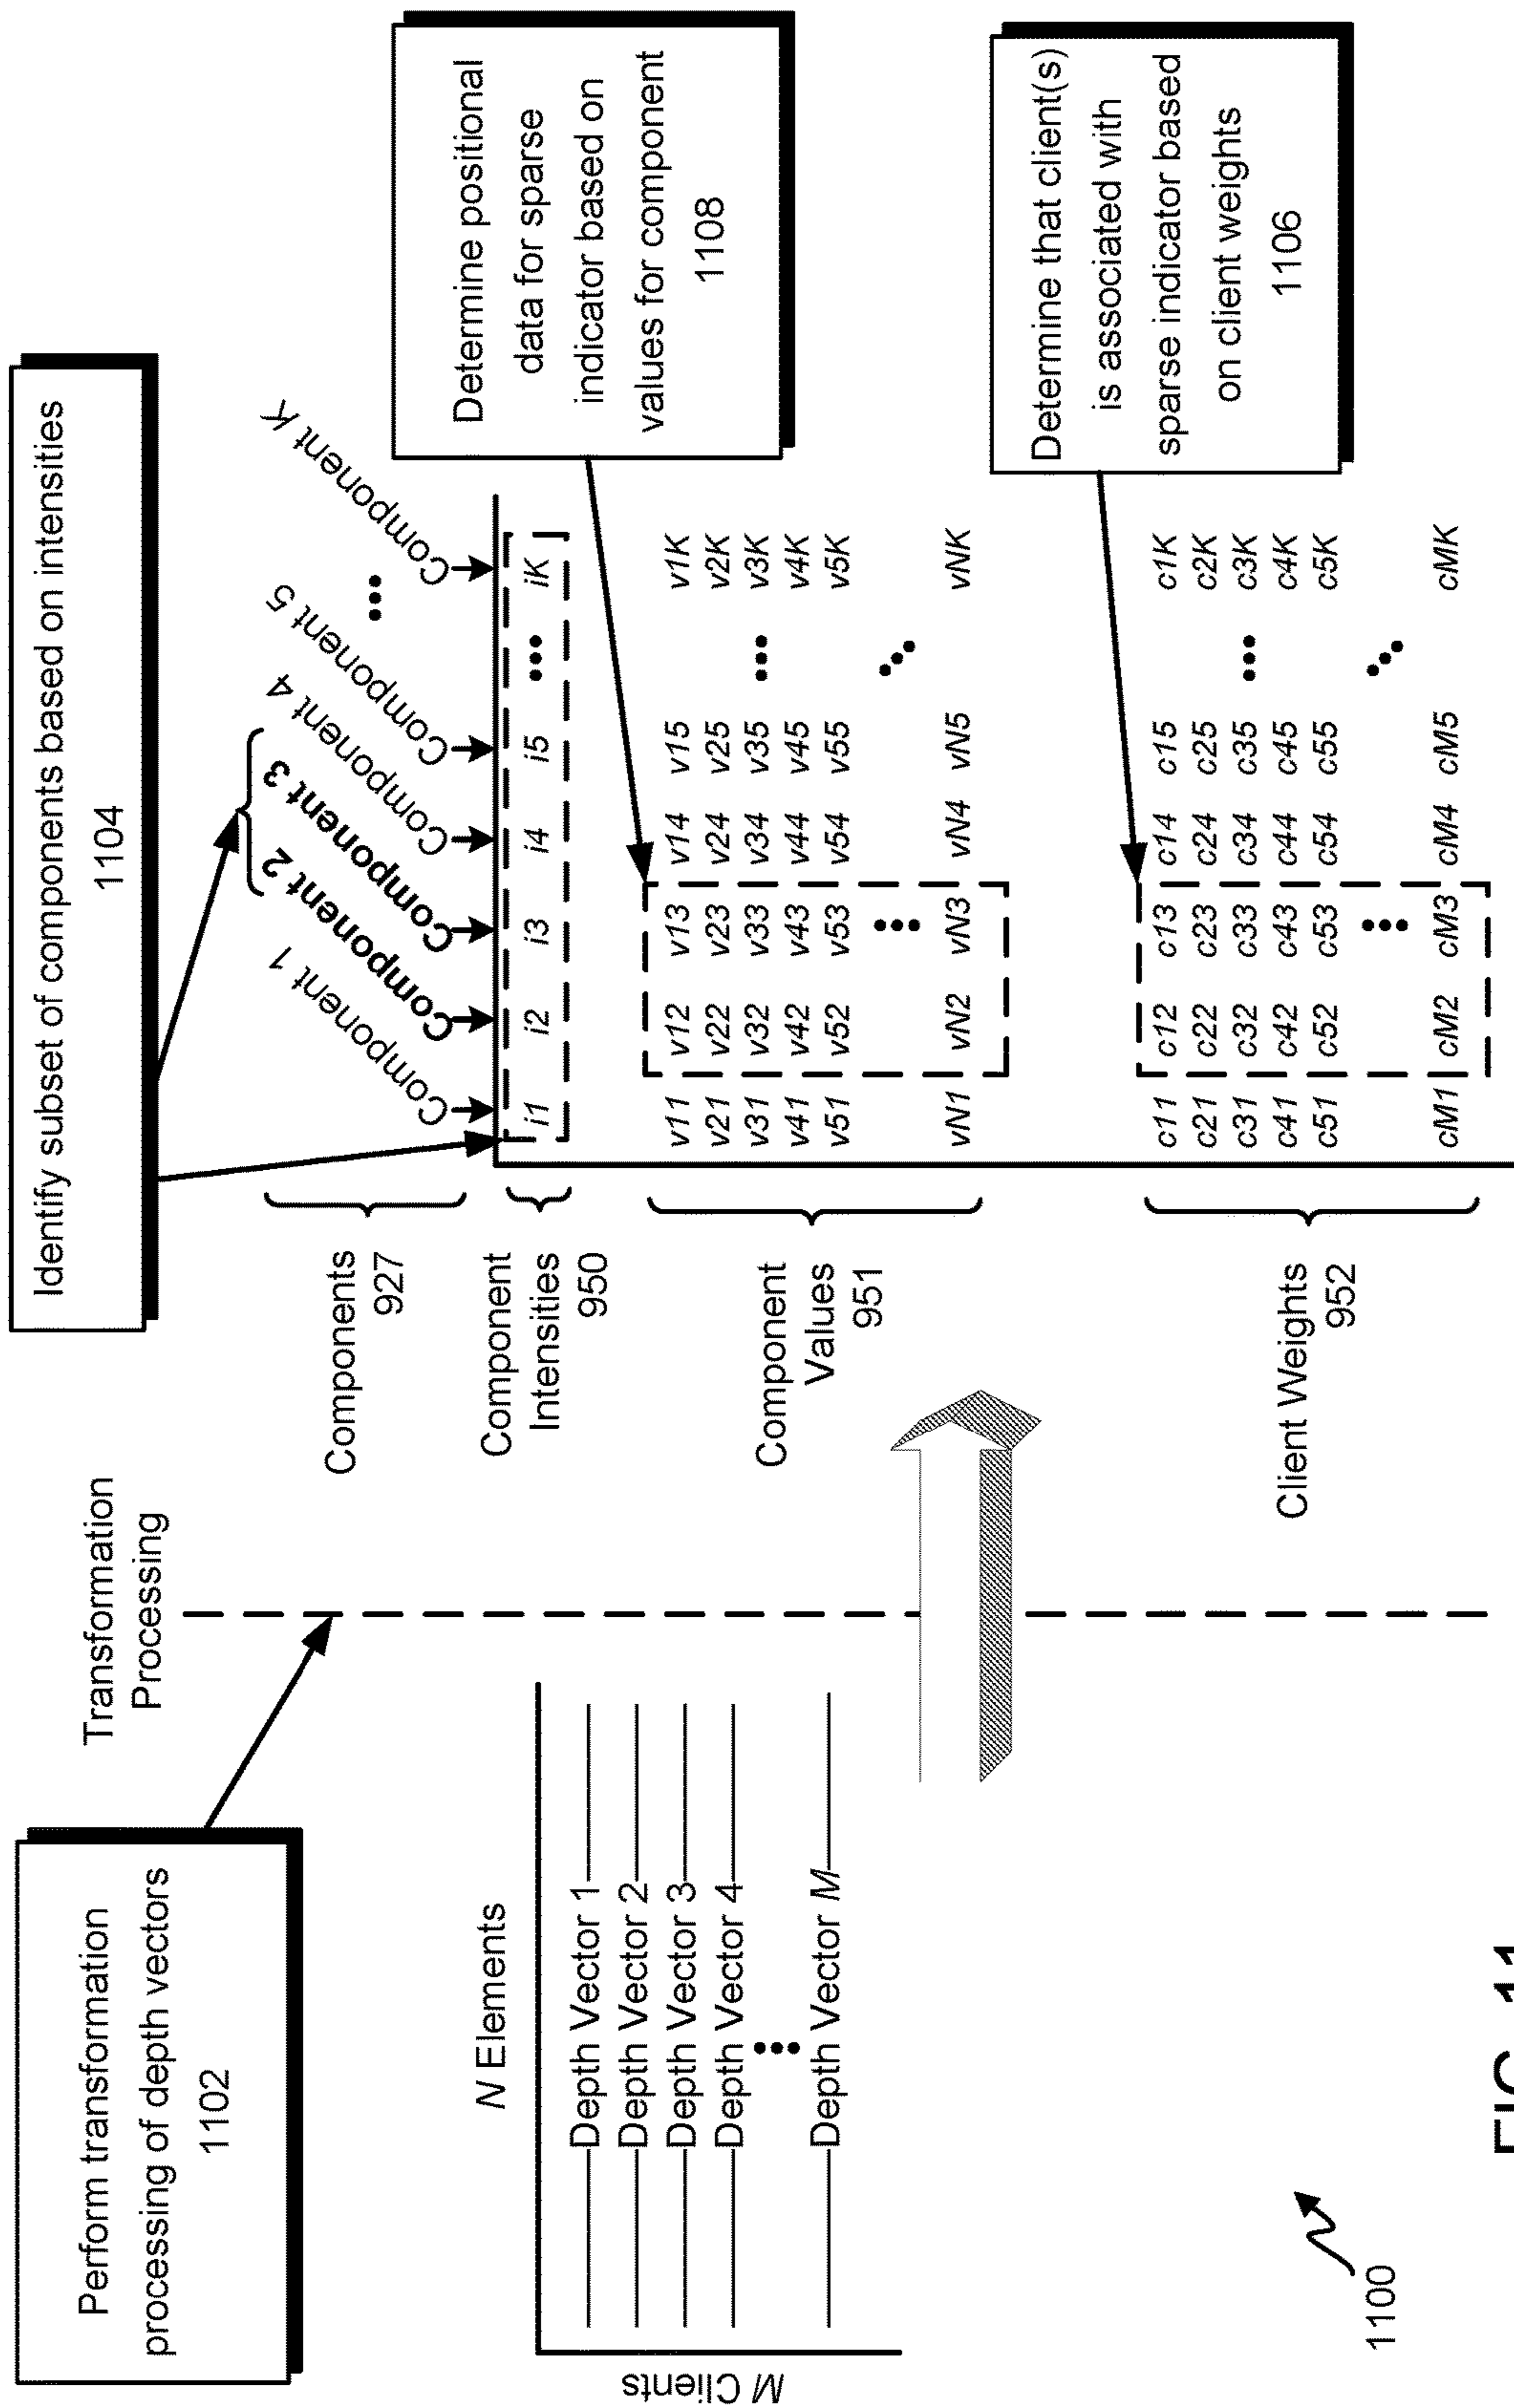 Perform transformation
processing of depth vectors
1102
Transformation
Processing
Identify subset of components based on intensities
1104
N Elements
M Clients
Depth Vector 1
Depth Vector 2
Depth Vector 3
Depth Vector 4
Depth Vector M
Components
927
Component 1
Component 2
Component 3
Component 4
Component 5
Component K
Component
Intensities
950
i1 i2 i3 i4 i5 iK
Component
Values
951
v11 v12 v13 v14 v15 v1K
v21 v22 v23 v24 v25 v2K
v31 v32 v33 v34 v35 v3K
v41 v42 v43 v44 v45 v4K
v51 v52 v53 v54 v55 v5K
vN1 vN2 vN3 vN4 vN5 vNK
Determine positional
data for sparse
indicator based on
values for component
1108
Client Weights
952
c11 c12 c13 c14 c15 c1K
c21 c22 c23 c24 c25 c2K
c31 c32 c33 c34 c35 c3K
c41 c42 c43 c44 c45 c4K
c51 c52 c53 c54 c55 c5K
cM1 cM2 cM3 cM4 cM5 cMK
Determine that client(s)
is associated with
sparse indicator based
on client weights
1106
1100
FIG. 11